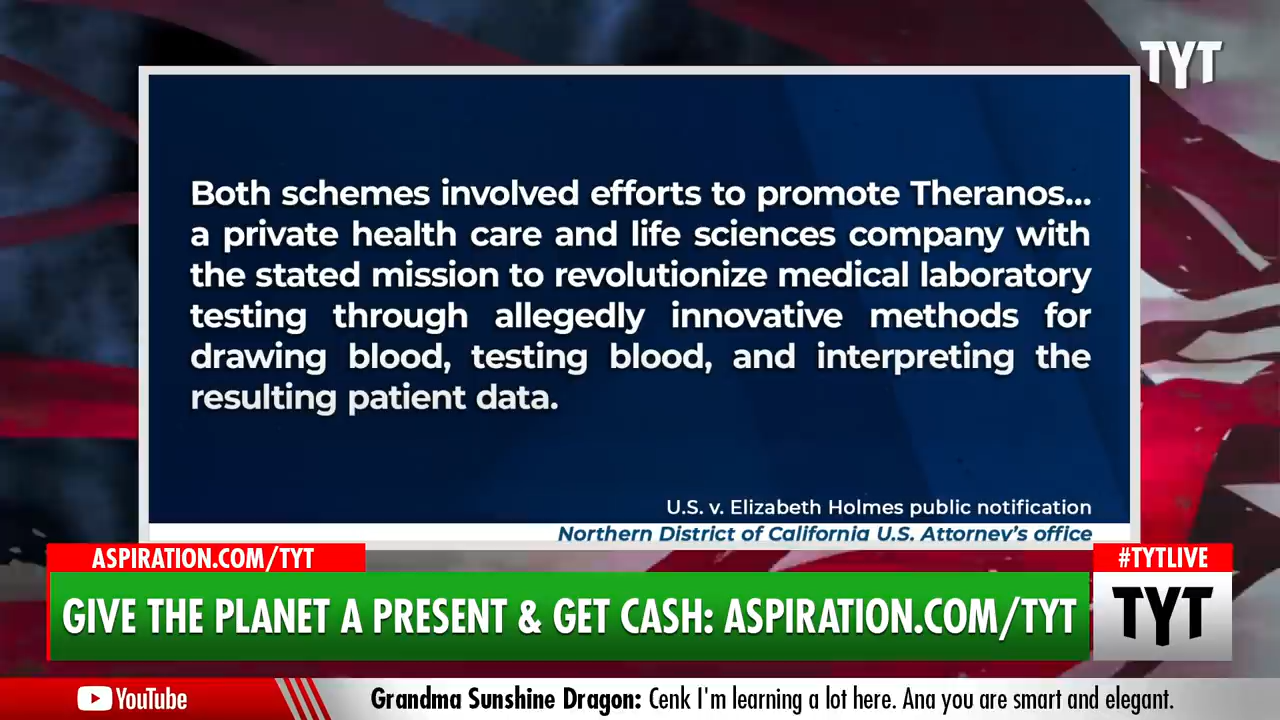 TYT
Both schemes involved efforts to promote Theranos...
a private health care and life sciences company with
the stated mission to revolutionize medical laboratory
testing through allegedly innovative methods for
drawing blood, testing blood, and interpreting the
resulting patient data.
U.S. v. Elizabeth Holmes public notification
Northern District of California U.S. Attorney's office
ASPIRATION.COM/TYT
#TYTLIVE
GIVE THE PLANET A PRESENT & GET CASH: ASPIRATION.COM/TYT
TYT
YouTube
Grandma Sunshine Dragon: Cenk I'm learning a lot here. Ana you are smart and elegant.